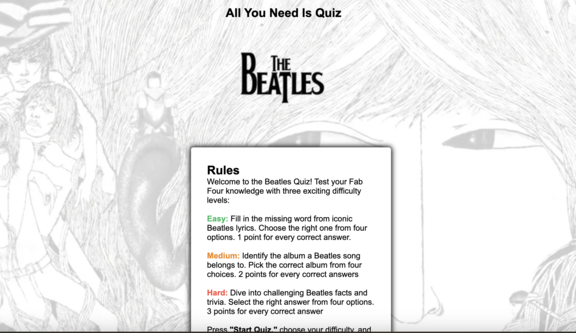 All You Need Is Quiz
THE
BEATLES
Rules
Welcome to the Beatles Quiz! Test your Fab
Four knowledge with three exciting difficulty
levels:
Easy: Fill in the missing word from iconic
Beatles lyrics. Choose the right one from four
options. 1 point for every correct answer.
Medium: Identify the album a Beatles song
belongs to. Pick the correct album from four
choices. 2 points for every correct answers
Hard: Dive into challenging Beatles facts and
trivia. Select the right answer from four options.
3 points for every correct answer
Press "Start Quiz," choose your difficulty, and